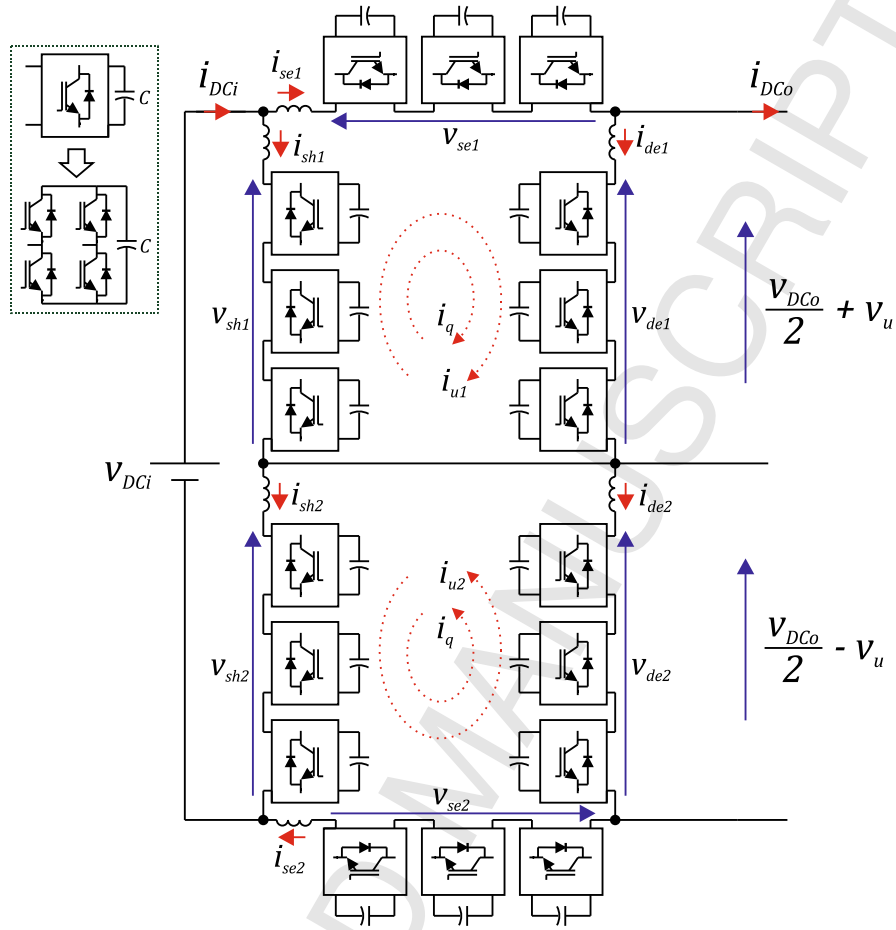 C
C
i_DCi
i_se1
i_DCo
v_se1
i_sh1
i_de1
v_sh1
i_q
i_u1
v_de1
v_DCo/2 + v_u
v_DCi
i_sh2
i_de2
i_u2
i_q
v_sh2
v_de2
v_DCo/2 - v_u
v_se2
i_se2
D MANUSCRIPT